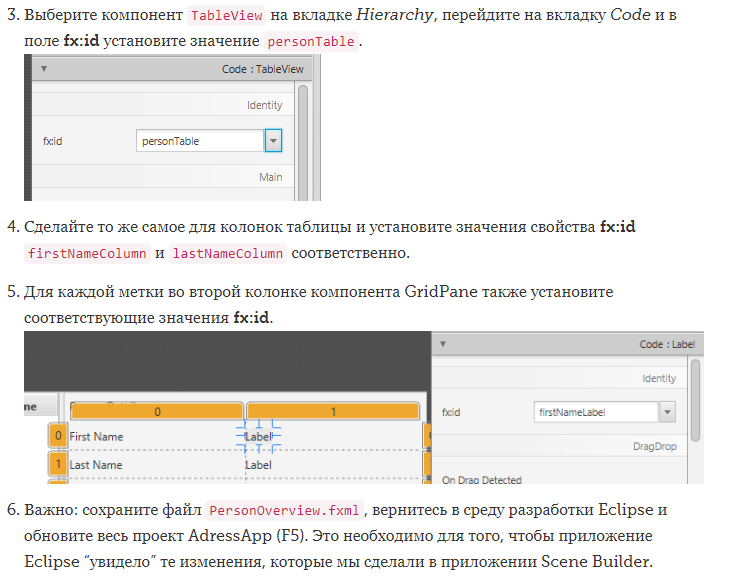 3. Выберите компонент TableView на вкладке Hierarchy, перейдите на вкладку Code и в
поле fx:id установите значение personTable.
Code : TableView
Identity
fx:id
personTable
Main
4. Сделайте то же самое для колонок таблицы и установите значения свойства fx:id
firstNameColumn и lastNameColumn соответственно.
5. Для каждой метки во второй колонке компонента GridPane также установите
соответствующие значения fx:id.
Code : Label
Identity
fx:id
firstNameLabel
DragDrop
On Drag Detected
ne
0
1
0
First Name
Label
1
Last Name
Label
6. Важно: сохраните файл PersonOverview.fxml, вернитесь в среду разработки Eclipse и
обновите весь проект AdressApp (F5). Это необходимо для того, чтобы приложение
Eclipse “увидело” те изменения, которые мы сделали в приложении Scene Builder.